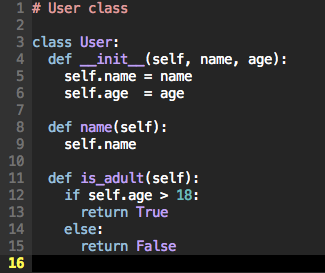 1 # User class
2
3 class User:
4   def __init__(self, name, age):
5     self.name = name
6     self.age  = age
7
8   def name(self):
9     self.name
10
11   def is_adult(self):
12     if self.age > 18:
13       return True
14     else:
15       return False
16